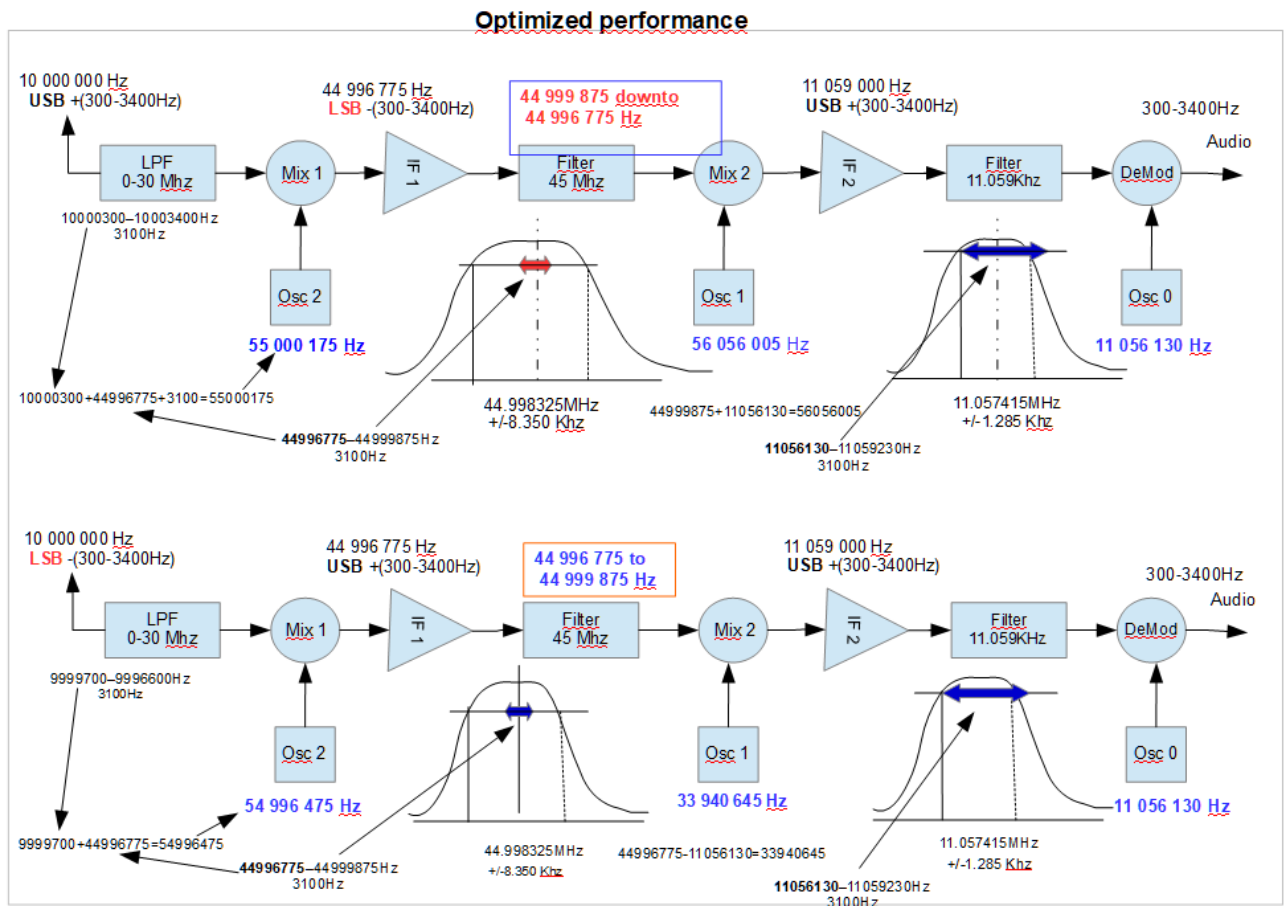 Optimized performance
10 000 000 Hz
USB +(300-3400Hz)
44 996 775 Hz
LSB -(300-3400Hz)
44 999 875 downto
44 996 775 Hz
11 059 000 Hz
USB +(300-3400Hz)
300-3400Hz
Audio
LPF
0-30 Mhz
Mix 1
IF 1
Filter
45 Mhz
Mix 2
IF 2
Filter
11.059Khz
DeMod
10000300–10003400Hz
3100Hz
Osc 2
55 000 175 Hz
Osc 1
56 056 005 Hz
Osc 0
11 056 130 Hz
10000300+44996775+3100=55000175
44.998325MHz
+/-8.350 Khz
44999875+11056130=56056005
11.057415MHz
+/-1.285 Khz
44996775–44999875Hz
3100Hz
11056130–11059230Hz
3100Hz
10 000 000 Hz
LSB -(300-3400Hz)
44 996 775 Hz
USB +(300-3400Hz)
44 996 775 to
44 999 875 Hz
11 059 000 Hz
USB +(300-3400Hz)
300-3400Hz
Audio
LPF
0-30 Mhz
Mix 1
IF 1
Filter
45 Mhz
Mix 2
IF 2
Filter
11.059KHz
DeMod
9999700–9996600Hz
3100Hz
Osc 2
54 996 475 Hz
Osc 1
33 940 645 Hz
Osc 0
11 056 130 Hz
9999700+44996775=54996475
44.998325MHz
+/-8.350 Khz
44996775-11056130=33940645
11.057415MHz
+/-1.285 Khz
44996775–44999875Hz
3100Hz
11056130–11059230Hz
3100Hz